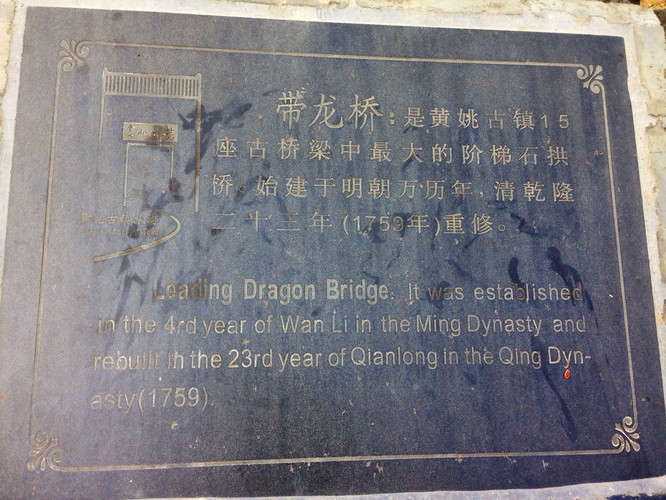 带龙桥:是黄姚古镇15
座古桥梁中最大的阶梯石拱
桥。始建于明朝万历年,清乾隆
二十三年(1759年)重修。
Leading Dragon Bridge: It was established
in the 4rd year of Wan Li in the Ming Dynasty and
rebuilt in the 23rd year of Qianlong in the Qing Dyn-
asty(1759).